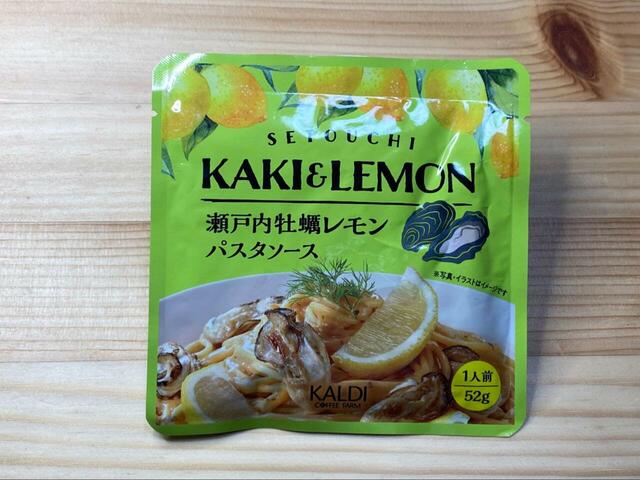 SETOUCHI
KAKI&LEMON
瀬戸内牡蠣レモン
パスタソース
※写真・イラストはイメージです
KALDI
COFFEE FARM
1人前
52g